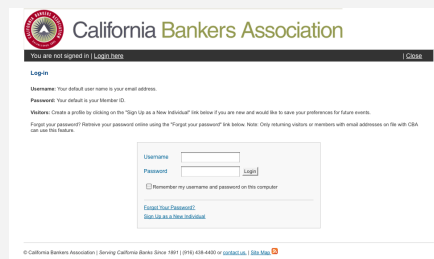 California Bankers Association
You are not signed in | Login here | Close
Log-in
Username: Your default user name is your email address.
Password: Your default is your Member ID.
Visitors: Create a profile by clicking on the "Sign Up as a New Individual" link below if you are new and would like to save your preferences for future events.
Forgot your password? Retrieve your password online using the "Forgot your password" link below. Note: Only returning visitors or members with email addresses on file with CBA
can use this feature.
Username
Password Login
Remember my username and password on this computer
Forgot Your Password?
Sign Up as a New Individual
© California Bankers Association | Serving California Banks Since 1891 | (916) 438-4400 or contact us. | Site Map